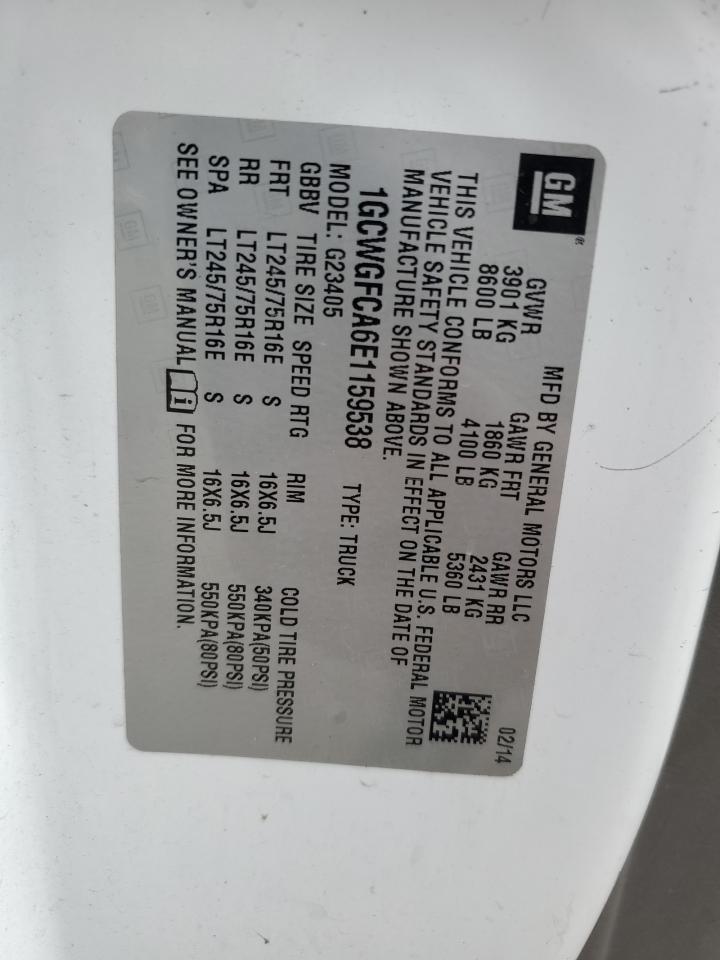 GM®
MFD BY GENERAL MOTORS LLC 02/14
GVWR GAWR FRT GAWR RR
3901 KG 1860 KG 2431 KG
8600 LB 4100 LB 5360 LB
THIS VEHICLE CONFORMS TO ALL APPLICABLE U.S. FEDERAL MOTOR
VEHICLE SAFETY STANDARDS IN EFFECT ON THE DATE OF
MANUFACTURE SHOWN ABOVE.
1GCWGFCA6E1159538 TYPE: TRUCK
MODEL: G23405
GBBV TIRE SIZE SPEED RTG RIM COLD TIRE PRESSURE
FRT LT245/75R16E S 16X6.5J 340KPA(50PSI)
RR LT245/75R16E S 16X6.5J 550KPA(80PSI)
SPA LT245/75R16E S 16X6.5J 550KPA(80PSI)
SEE OWNER'S MANUAL i FOR MORE INFORMATION.